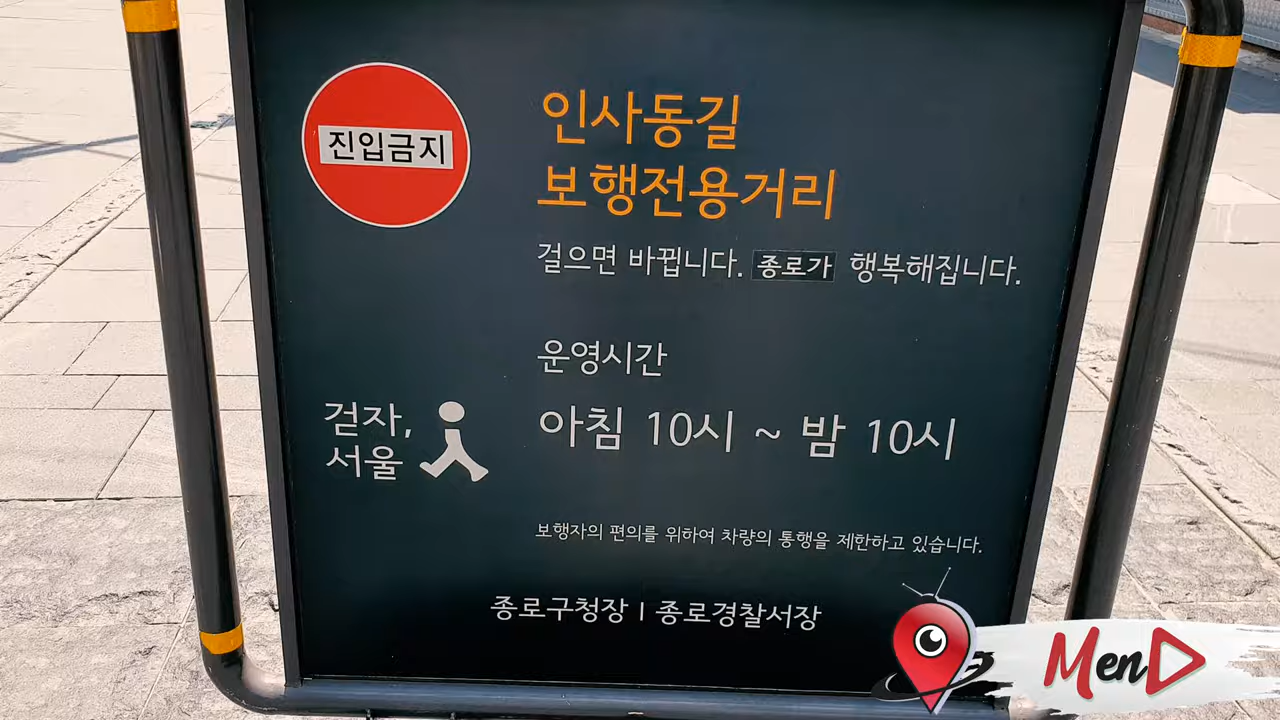 진입금지
인사동길
보행전용거리
걸으면 바뀝니다. 종로가 행복해집니다.
운영시간
아침 10시 ~ 밤 10시
걷자,
서울
보행자의 편의를 위하여 차량의 통행을 제한하고 있습니다.
종로구청장 | 종로경찰서장
Men